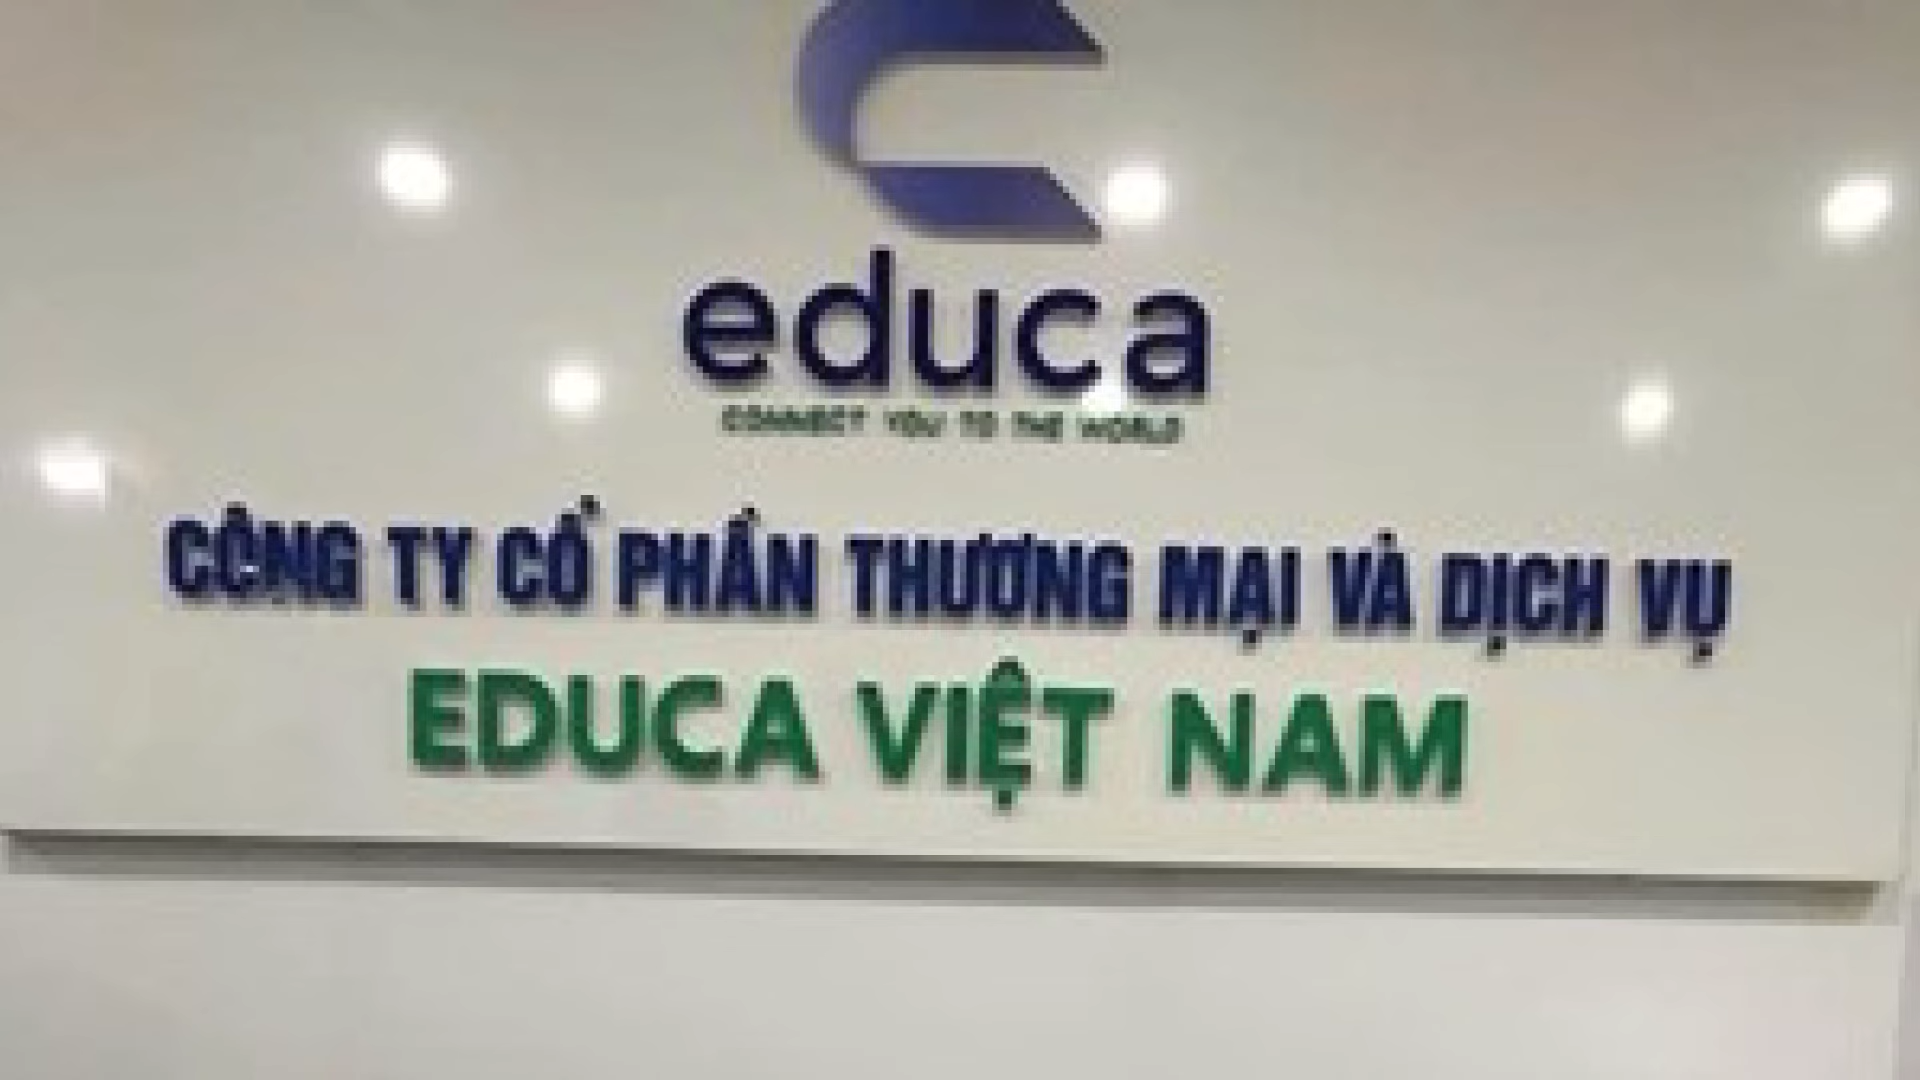 educa
CONNECT YOU TO THE WORLD
CÔNG TY CỔ PHẦN THƯƠNG MẠI VÀ DỊCH VỤ
EDUCA VIỆT NAM